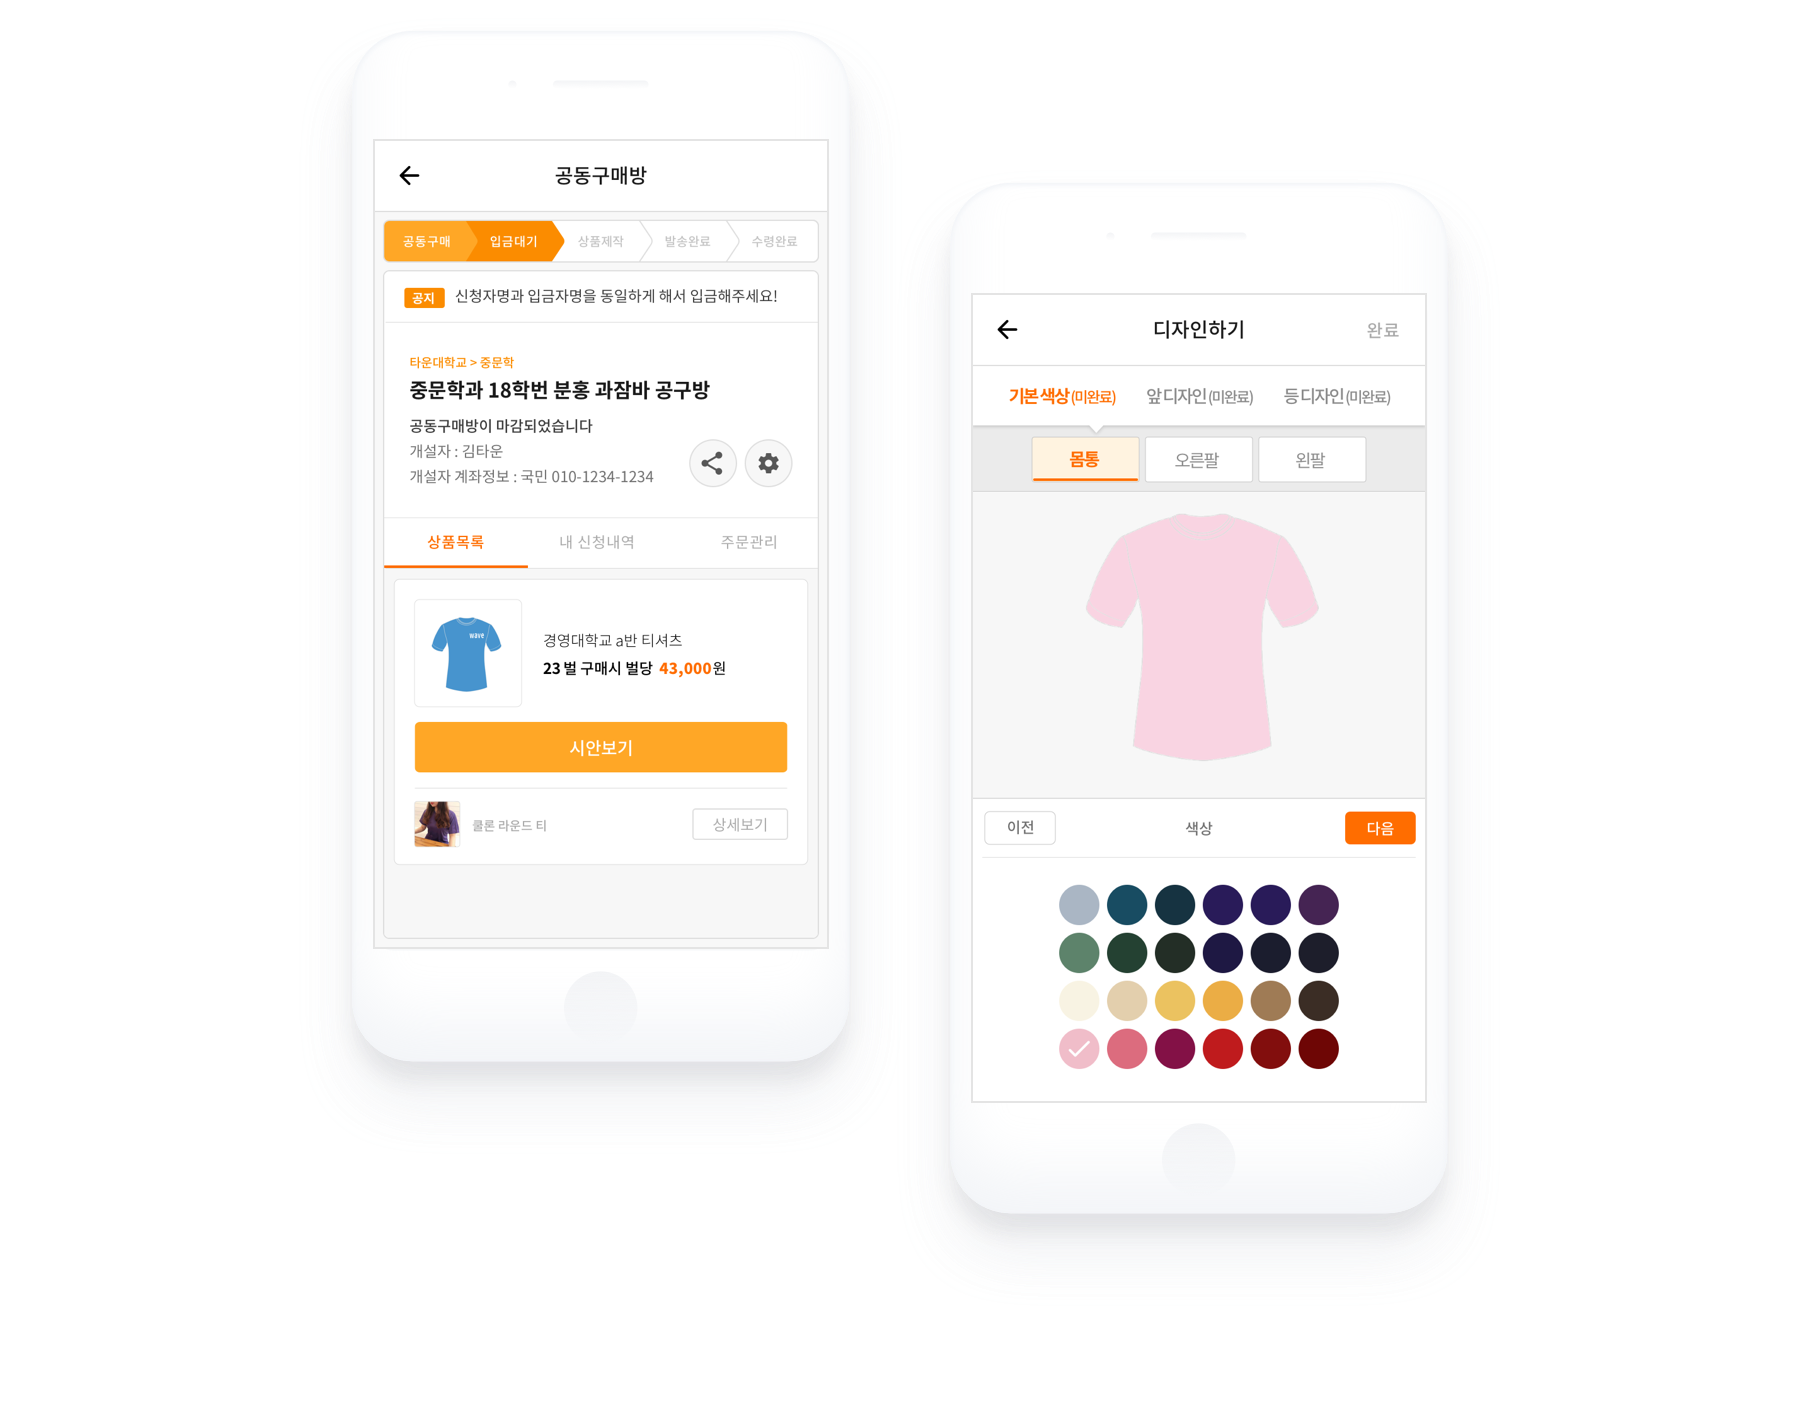 공동구매방
공동구매 입금대기 상품제작 발송완료 수령완료
공지 신청자명과 입금자명을 동일하게 해서 입금해주세요!
타운대학교 > 중문학
중문학과 18학번 분홍 과잠바 공구방
공동구매방이 마감되었습니다
개설자 : 김타운
개설자 계좌정보 : 국민 010-1234-1234
상품목록 내 신청내역 주문관리
wave
경영대학교 a반 티셔츠
23 벌 구매시 벌당 43,000원
시안보기
쿨론 라운드 티 상세보기
디자인하기 완료
기본 색상(미완료) 앞 디자인(미완료) 등 디자인(미완료)
몸통 오른팔 왼팔
이전 색상 다음